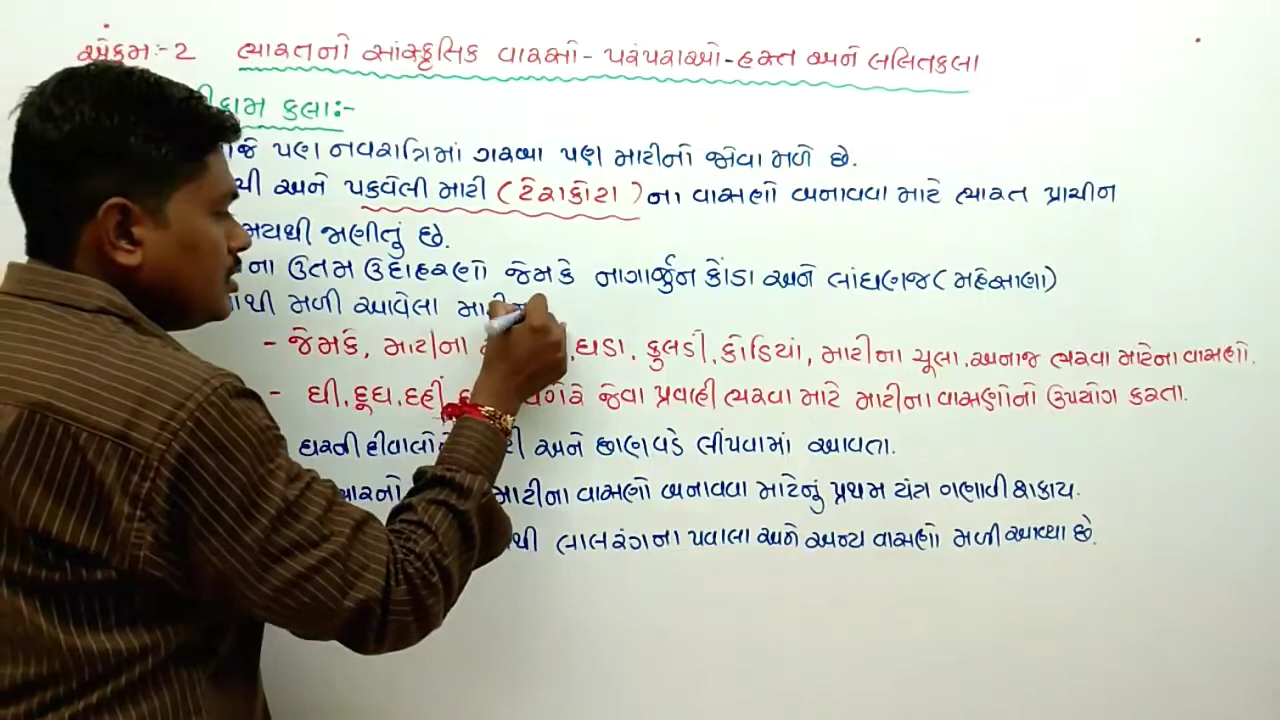 એકમ:- 2 ભારતનો સાંસ્કૃતિક વારસો - પરંપરાઓ - હસ્ત અને લલિતકલા
કામ કલા:-
પણ નવરાત્રિમાં ગરબા પણ માટીનો જોવા મળે છે.
અને પકવેલી માટી (ટેરાકોટા) ના વાસણો બનાવવા માટે ભારત પ્રાચીન
જાણીતું છે.
ના ઉતમ ઉદાહરણો જેમકે નાગાર્જુન કોંડા અને લાંઘણજ (મહેસાણા)
મળી આવેલા
- જેમકે, માટીના ઘડા, કુલડી, કોડિયાં, માટીના ચૂલા, અનાજ ભરવા માટેના વાસણો.
- ઘી, દૂધ, દહીં, વગેરે જેવા પ્રવાહી ભરવા માટે માટીના વાસણોનો ઉપયોગ કરતા.
ઘરની દીવાલોને અને છાણ વડે લીંપવામાં આવતા.
માટીના વાસણો બનાવવા માટેનું પ્રથમ યંત્ર ગણાવી શકાય.
લાલરંગના પવાલા અને અન્ય વાસણો મળી આવ્યા છે.